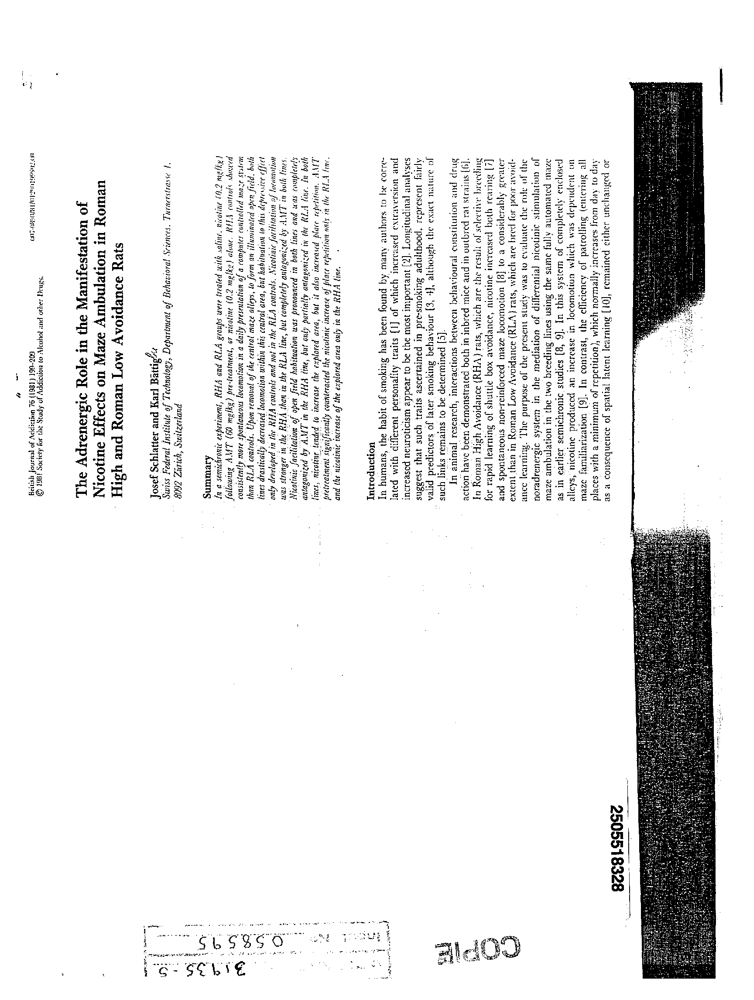 British Journal of Addiction 76 (1981) 199-209
© 1981 Society for the Study of Addiction to Alcohol and other Drugs.
The Adrenergic Role in the Manifestation of
Nicotine Effects on Maze Ambulation in Roman
High and Roman Low Avoidance Rats
Josef Schlatter and Karl Bättig
Swiss Federal Institute of Technology, Department of Behavioral Sciences, Turnerstrasse 1,
8092 Zürich, Switzerland
Summary
In a semichronic experiment, RHA and RLA groups were treated with saline, nicotine (0.2 mg/kg)
following AMT (60 mg/kg) pre-treatment, or nicotine (0.2 mg/kg) alone. RHA controls showed
consistently more spontaneous locomotion in a daily presentation of a computer controlled maze system
than RLA controls. Upon removal of the central maze alleys, to form an illuminated open field, both
lines drastically decreased locomotion within this central area, but habituation to this depressive effect
only developed in the RHA controls and not in the RLA controls. Nicotinic facilitation of locomotion
was stronger in the RHA than in the RLA line, but completely antagonized by AMT in both lines.
Nicotinic facilitation of open field habituation was pronounced in both lines and was completely
antagonized by AMT in the RHA line, but only partially antagonized in the RLA line. In both
lines, nicotine tended to increase the explored area, but it also increased place repetition. AMT
pretreatment significantly counteracted the nicotinic increase of place repetition only in the RLA line,
and the nicotinic increase of the explored area only in the RHA line.
Introduction
In humans, the habit of smoking has been found by many authors to be corre-
lated with different personality traits [1] of which increased extraversion and
increased neuroticism appear to be the most important [2]. Longitudinal analyses
suggest that such traits ascertained in pre-smoking adulthood, represent fairly
valid predictors of later smoking behaviour [3, 4], although the exact nature of
such links remains to be determined [5].
In animal research, interactions between behavioural constitution and drug
action have been demonstrated both in inbred mice and in outbred rat strains [6].
In Roman High Avoidance (RHA) rats, which are the result of selective breeding
for rapid learning of shuttle box avoidance, nicotine increased both rearing [7]
and spontaneous non-reinforced maze locomotion [8] to a considerably greater
extent than in Roman Low Avoidance (RLA) rats, which are bred for poor avoid-
ance learning. The purpose of the present study was to evaluate the role of the
noradrenergic system in the mediation of differential nicotinic stimulation of
maze ambulation in the two breeding lines using the same fully automated maze
as in earlier semichronic studies [8, 9]. In this system of completely enclosed
alleys, nicotine produced an increase in locomotion which was dependent on
maze familiarization [9]. In contrast, the efficiency of patrolling (entering all
places with a minimum of repetition), which normally increases from day to day
as a consequence of spatial latent learning [10], remained either unchanged or
2505518328
COPIE
058595
31935-5